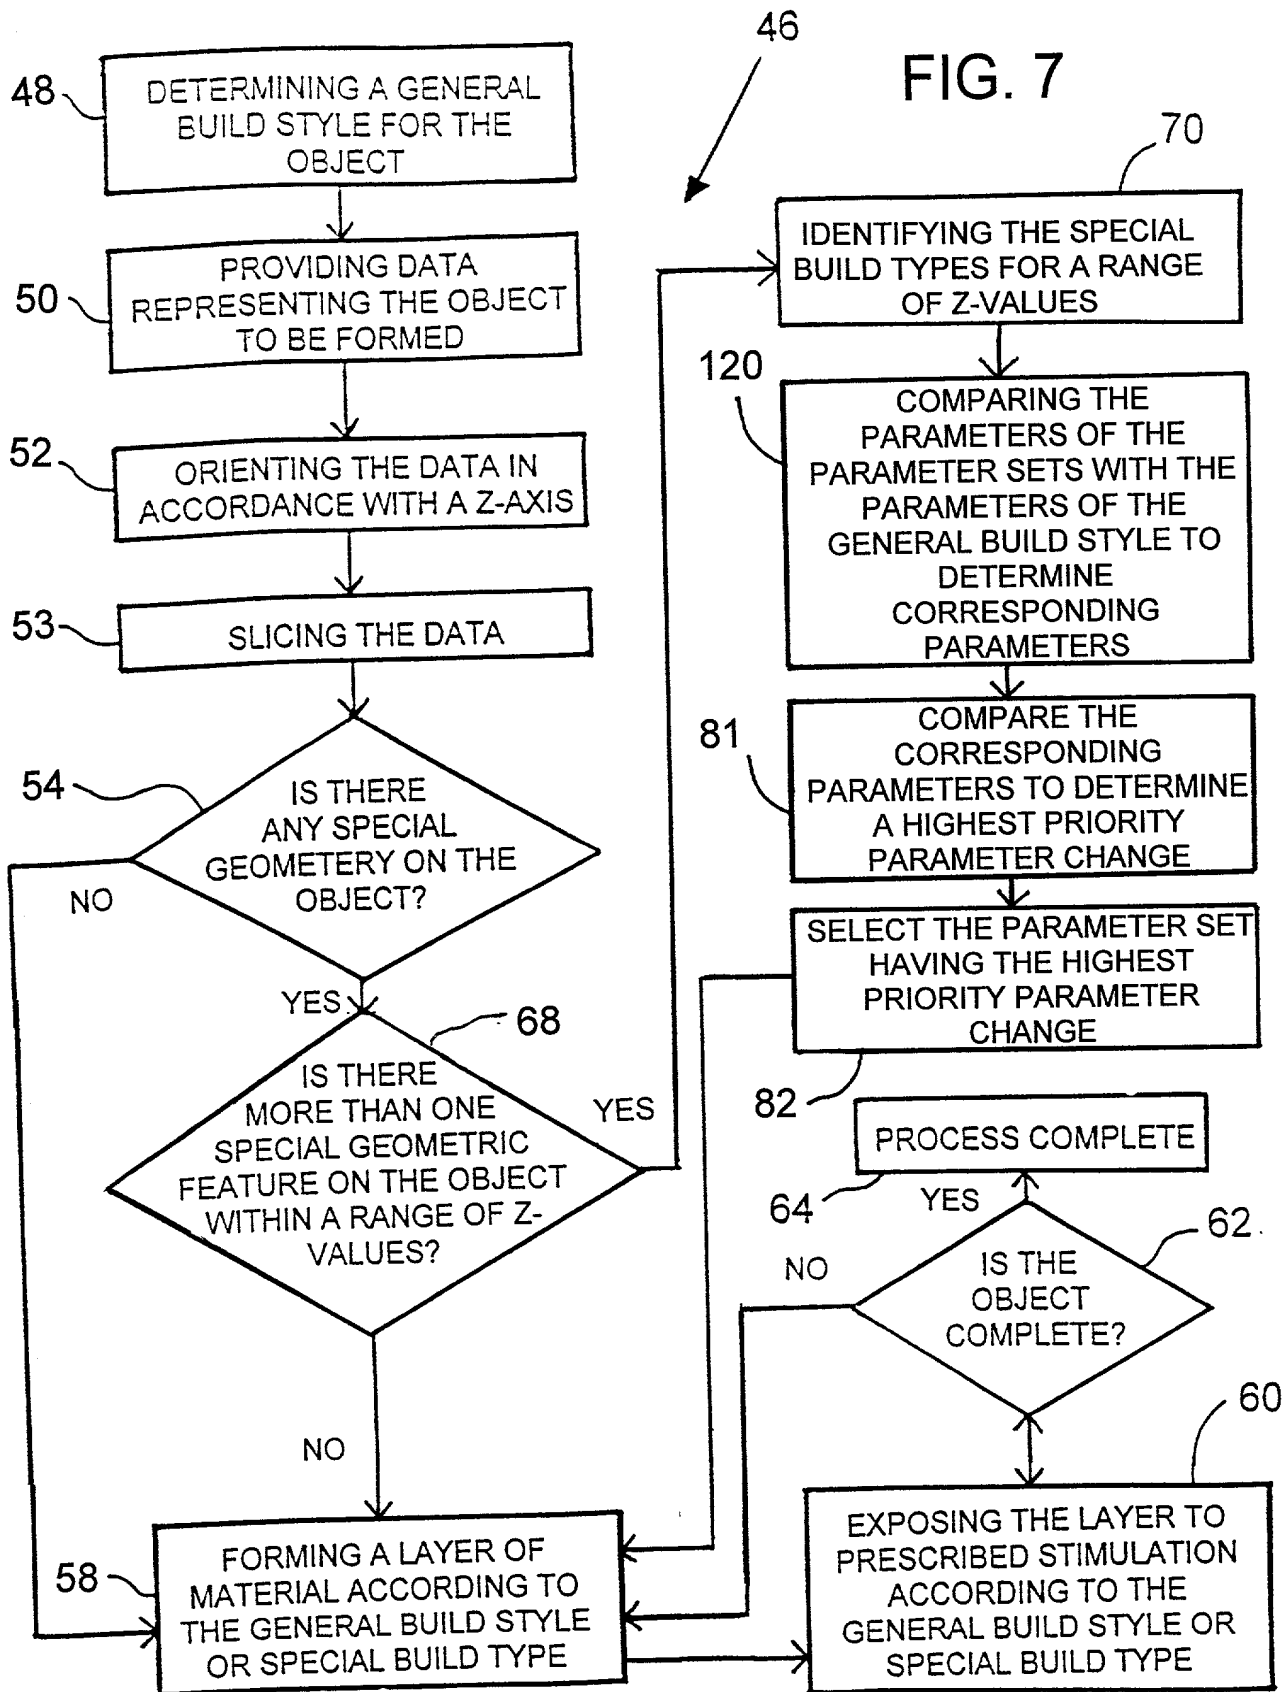 46
FIG. 7
48
DETERMINING A GENERAL
BUILD STYLE FOR THE
OBJECT
50
PROVIDING DATA
REPRESENTING THE OBJECT
TO BE FORMED
52
ORIENTING THE DATA IN
ACCORDANCE WITH A Z-AXIS
53
SLICING THE DATA
54
IS THERE
ANY SPECIAL
GEOMETERY ON THE
OBJECT?
NO
YES
68
IS THERE
MORE THAN ONE
SPECIAL GEOMETRIC
FEATURE ON THE OBJECT
WITHIN A RANGE OF Z-
VALUES?
YES
NO
58
FORMING A LAYER OF
MATERIAL ACCORDING TO
THE GENERAL BUILD STYLE
OR SPECIAL BUILD TYPE
70
IDENTIFYING THE SPECIAL
BUILD TYPES FOR A RANGE
OF Z-VALUES
120
COMPARING THE
PARAMETERS OF THE
PARAMETER SETS WITH THE
PARAMETERS OF THE
GENERAL BUILD STYLE TO
DETERMINE
CORRESPONDING
PARAMETERS
81
COMPARE THE
CORRESPONDING
PARAMETERS TO DETERMINE
A HIGHEST PRIORITY
PARAMETER CHANGE
SELECT THE PARAMETER SET
HAVING THE HIGHEST
PRIORITY PARAMETER
CHANGE
82
PROCESS COMPLETE
64
YES
62
NO
IS THE
OBJECT
COMPLETE?
60
EXPOSING THE LAYER TO
PRESCRIBED STIMULATION
ACCORDING TO THE
GENERAL BUILD STYLE OR
SPECIAL BUILD TYPE